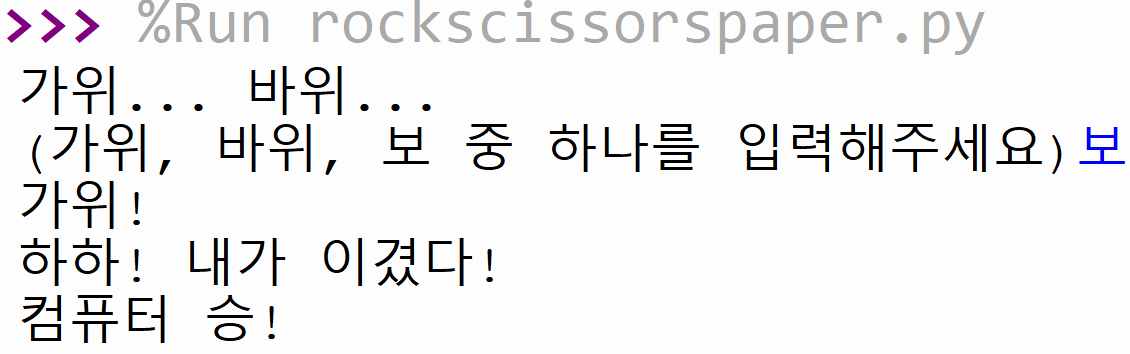 >>> %Run rockscissorspaper.py
가위... 바위...
(가위, 바위, 보 중 하나를 입력해주세요)보
가위!
하하! 내가 이겼다!
컴퓨터 승!